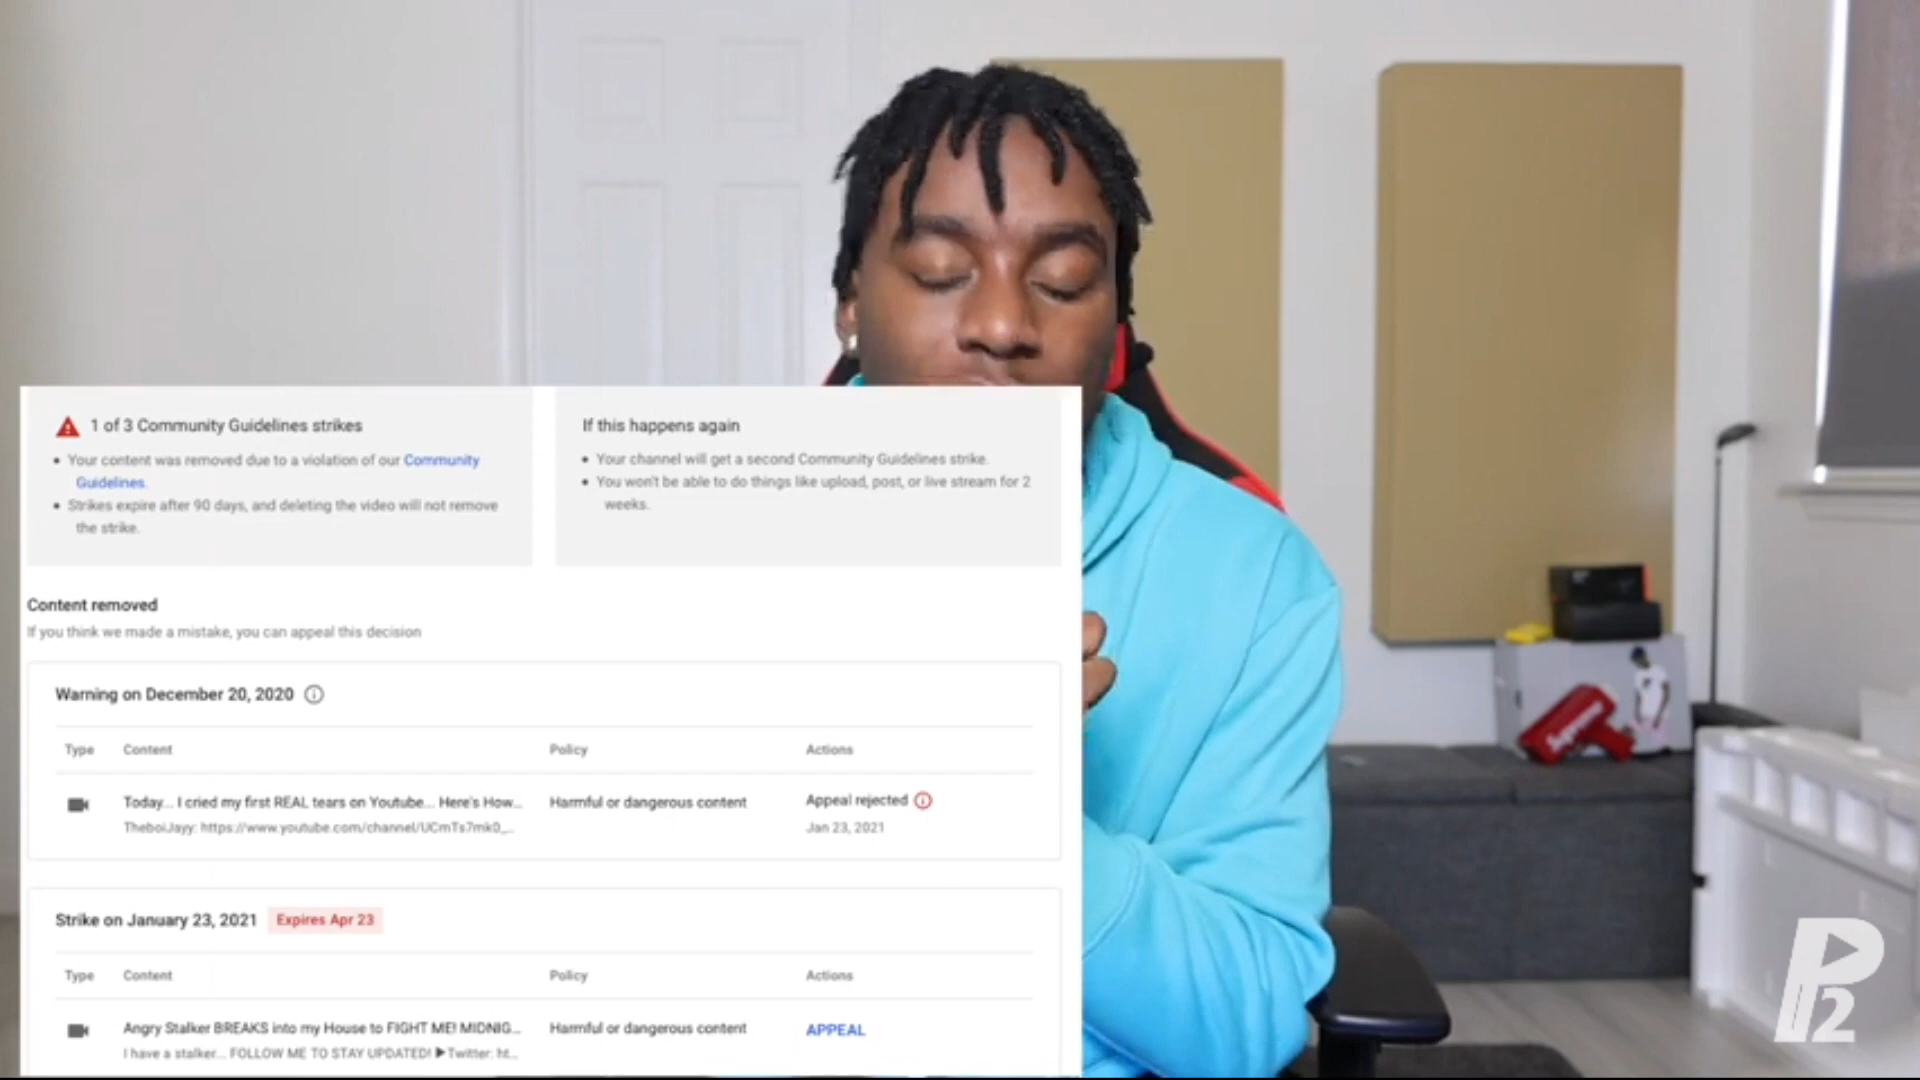 1 of 3 Community Guidelines strikes
Your content was removed due to a violation of our Community
Guidelines.
Strikes expire after 90 days, and deleting the video will not remove
the strike.
If this happens again
Your channel will get a second Community Guidelines strike.
You won't be able to do things like upload, post, or live stream for 2
weeks.
Content removed
If you think we made a mistake, you can appeal this decision
Warning on December 20, 2020
Type Content Policy Actions
Today... I cried my first REAL tears on Youtube... Here's How... Harmful or dangerous content Appeal rejected
TheboiJayy: https://www.youtube.com/channel/UCmTs7mk0_... Jan 23, 2021
Strike on January 23, 2021 Expires Apr 23
Type Content Policy Actions
Angry Stalker BREAKS into my House to FIGHT ME! MIDNIG... Harmful or dangerous content APPEAL
I have a stalker... FOLLOW ME TO STAY UPDATED! ▶Twitter: ht...
Supreme
P2